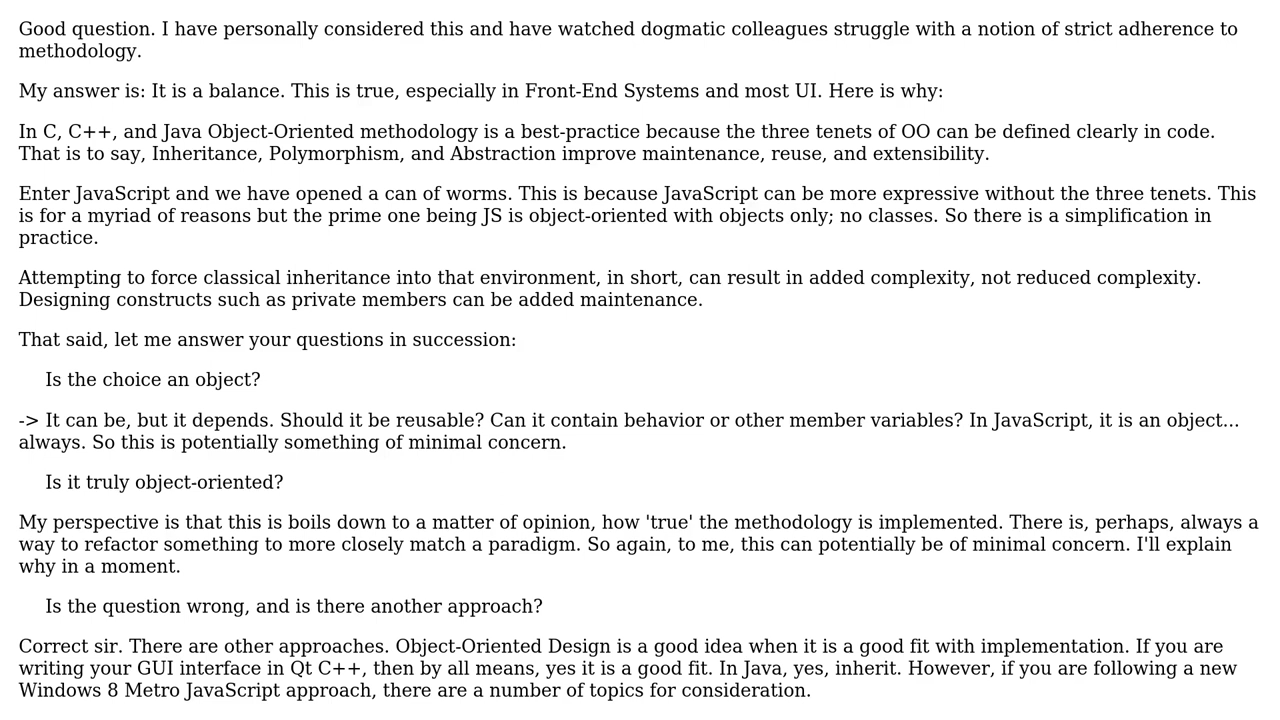 Good question. I have personally considered this and have watched dogmatic colleagues struggle with a notion of strict adherence to
methodology.
My answer is: It is a balance. This is true, especially in Front-End Systems and most UI. Here is why:
In C, C++, and Java Object-Oriented methodology is a best-practice because the three tenets of OO can be defined clearly in code.
That is to say, Inheritance, Polymorphism, and Abstraction improve maintenance, reuse, and extensibility.
Enter JavaScript and we have opened a can of worms. This is because JavaScript can be more expressive without the three tenets. This
is for a myriad of reasons but the prime one being JS is object-oriented with objects only; no classes. So there is a simplification in
practice.
Attempting to force classical inheritance into that environment, in short, can result in added complexity, not reduced complexity.
Designing constructs such as private members can be added maintenance.
That said, let me answer your questions in succession:
Is the choice an object?
-> It can be, but it depends. Should it be reusable? Can it contain behavior or other member variables? In JavaScript, it is an object...
always. So this is potentially something of minimal concern.
Is it truly object-oriented?
My perspective is that this is boils down to a matter of opinion, how 'true' the methodology is implemented. There is, perhaps, always a
way to refactor something to more closely match a paradigm. So again, to me, this can potentially be of minimal concern. I'll explain
why in a moment.
Is the question wrong, and is there another approach?
Correct sir. There are other approaches. Object-Oriented Design is a good idea when it is a good fit with implementation. If you are
writing your GUI interface in Qt C++, then by all means, yes it is a good fit. In Java, yes, inherit. However, if you are following a new
Windows 8 Metro JavaScript approach, there are a number of topics for consideration.